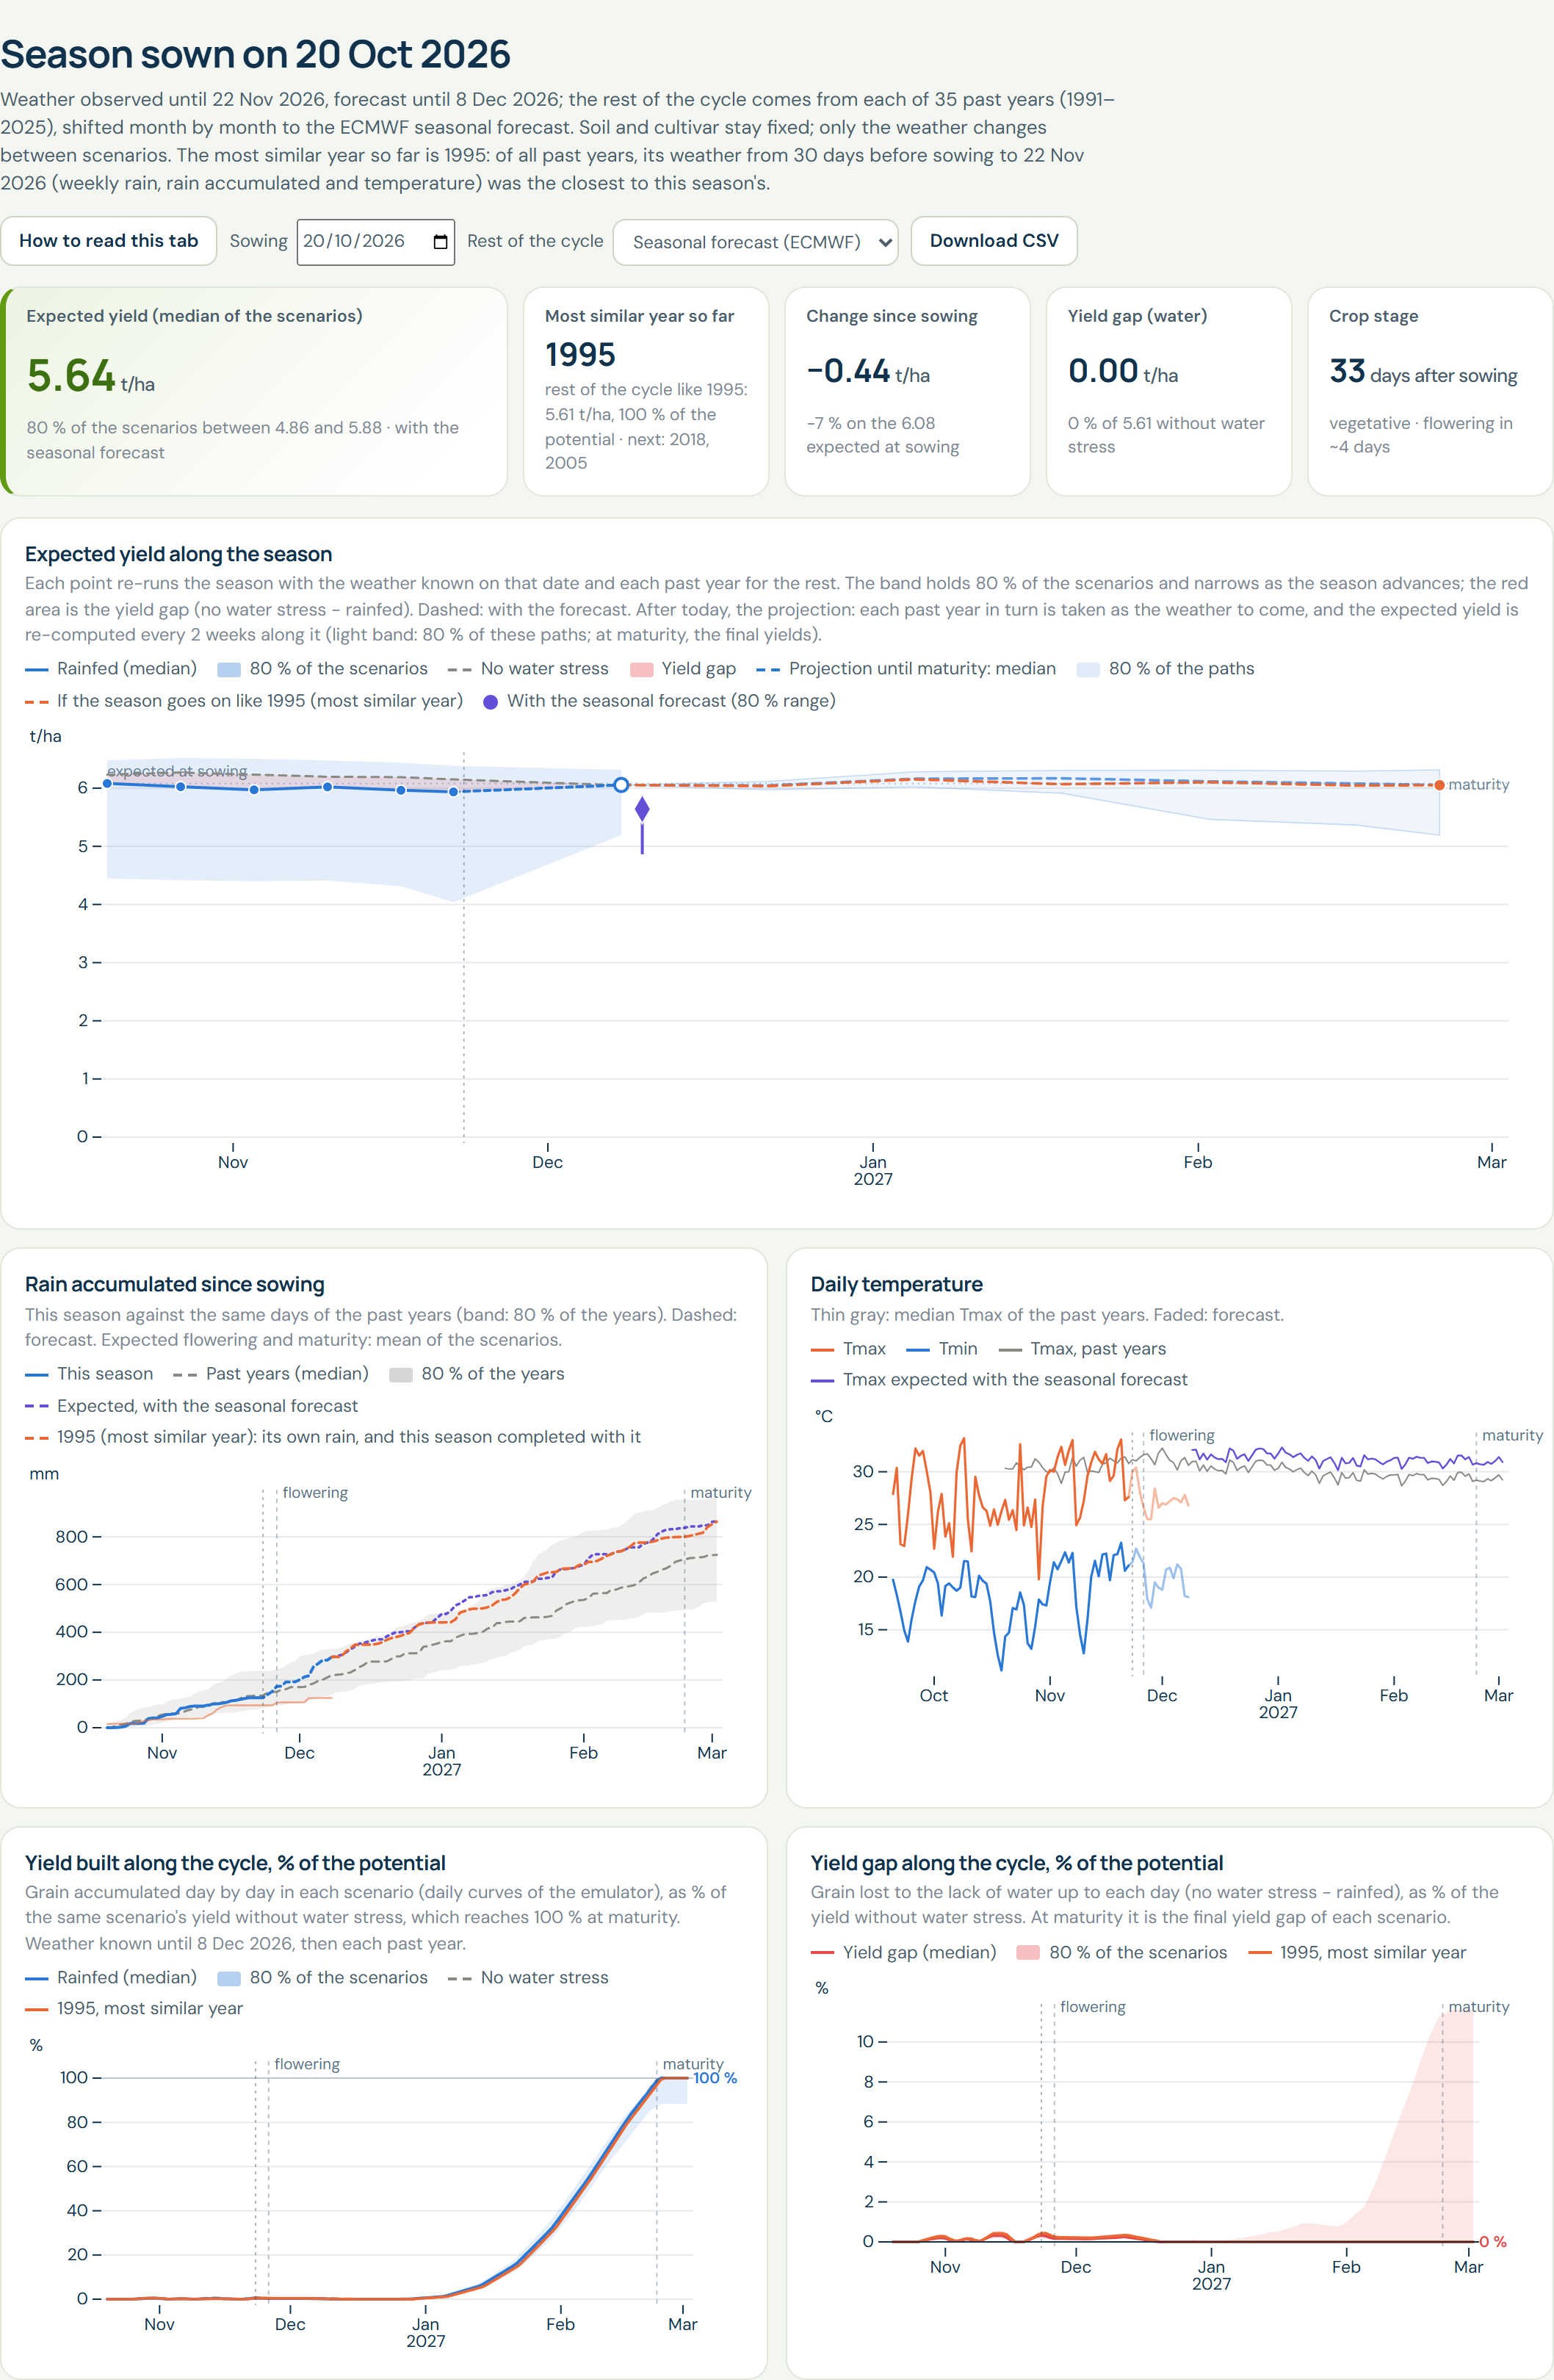 Season sown on 20 Oct 2026
Weather observed until 22 Nov 2026, forecast until 8 Dec 2026; the rest of the cycle comes from each of 35 past years (1991–
2025), shifted month by month to the ECMWF seasonal forecast. Soil and cultivar stay fixed; only the weather changes
between scenarios. The most similar year so far is 1995: of all past years, its weather from 30 days before sowing to 22 Nov
2026 (weekly rain, rain accumulated and temperature) was the closest to this season's.
How to read this tab Sowing 20/10/2026 Rest of the cycle Seasonal forecast (ECMWF) Download CSV
Expected yield (median of the scenarios)
5.64 t/ha
80 % of the scenarios between 4.86 and 5.88 · with the
seasonal forecast
Most similar year so far
1995
rest of the cycle like 1995:
5.61 t/ha, 100 % of the
potential · next: 2018,
2005
Change since sowing
−0.44 t/ha
-7 % on the 6.08
expected at sowing
Yield gap (water)
0.00 t/ha
0 % of 5.61 without water
stress
Crop stage
33 days after sowing
vegetative · flowering in
~4 days
Expected yield along the season
Each point re-runs the season with the weather known on that date and each past year for the rest. The band holds 80 % of the scenarios and narrows as the season advances; the red
area is the yield gap (no water stress − rainfed). Dashed: with the forecast. After today, the projection: each past year in turn is taken as the weather to come, and the expected yield is
re-computed every 2 weeks along it (light band: 80 % of these paths; at maturity, the final yields).
Rainfed (median) 80 % of the scenarios No water stress Yield gap Projection until maturity: median 80 % of the paths
If the season goes on like 1995 (most similar year) With the seasonal forecast (80 % range)
t/ha
expected at sowing
maturity
6
5
4
3
2
1
0
Nov Dec Jan Feb Mar
2027
Rain accumulated since sowing
This season against the same days of the past years (band: 80 % of the years). Dashed:
forecast. Expected flowering and maturity: mean of the scenarios.
This season Past years (median) 80 % of the years
Expected, with the seasonal forecast
1995 (most similar year): its own rain, and this season completed with it
mm
flowering maturity
800
600
400
200
0
Nov Dec Jan Feb Mar
2027
Daily temperature
Thin gray: median Tmax of the past years. Faded: forecast.
Tmax Tmin Tmax, past years
Tmax expected with the seasonal forecast
°C
flowering maturity
30
25
20
15
Oct Nov Dec Jan Feb Mar
2027
Yield built along the cycle, % of the potential
Grain accumulated day by day in each scenario (daily curves of the emulator), as % of
the same scenario's yield without water stress, which reaches 100 % at maturity.
Weather known until 8 Dec 2026, then each past year.
Rainfed (median) 80 % of the scenarios No water stress
1995, most similar year
%
flowering maturity
100 %
100
80
60
40
20
0
Nov Dec Jan Feb Mar
2027
Yield gap along the cycle, % of the potential
Grain lost to the lack of water up to each day (no water stress − rainfed), as % of the
yield without water stress. At maturity it is the final yield gap of each scenario.
Yield gap (median) 80 % of the scenarios 1995, most similar year
%
flowering maturity
10
8
6
4
2
0
0 %
Nov Dec Jan Feb Mar
2027